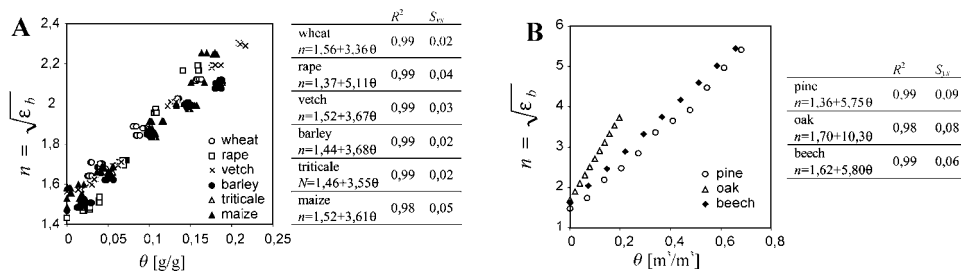 A
n = √ε_b
2,4
2,2
2
1,8
1,6
1,4
0
0,05
0,1
0,15
0,2
0,25
θ [g/g]
wheat
rape
vetch
barley
triticale
maize
R² S_ys
wheat
n=1,56+3,36θ 0,99 0,02
rape
n=1,37+5,11θ 0,99 0,04
vetch
n=1,52+3,67θ 0,99 0,03
barley
n=1,44+3,68θ 0,99 0,02
triticale
N=1,46+3,55θ 0,99 0,02
maize
n=1,52+3,61θ 0,98 0,05
B
n = √ε_b
6
5
4
3
2
1
0
0,2
0,4
0,6
0,8
θ [m³/m³]
pine
oak
beech
R² S_ys
pine
n=1,36+5,75θ 0,99 0,09
oak
n=1,70+10,3θ 0,98 0,08
beech
n=1,62+5,80θ 0,99 0,06